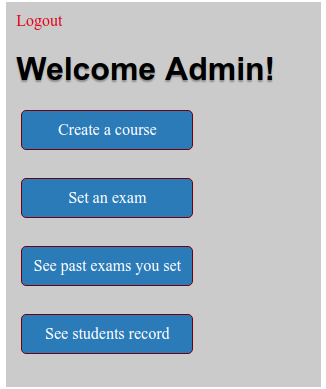 Logout
Welcome Admin!
Create a course
Set an exam
See past exams you set
See students record